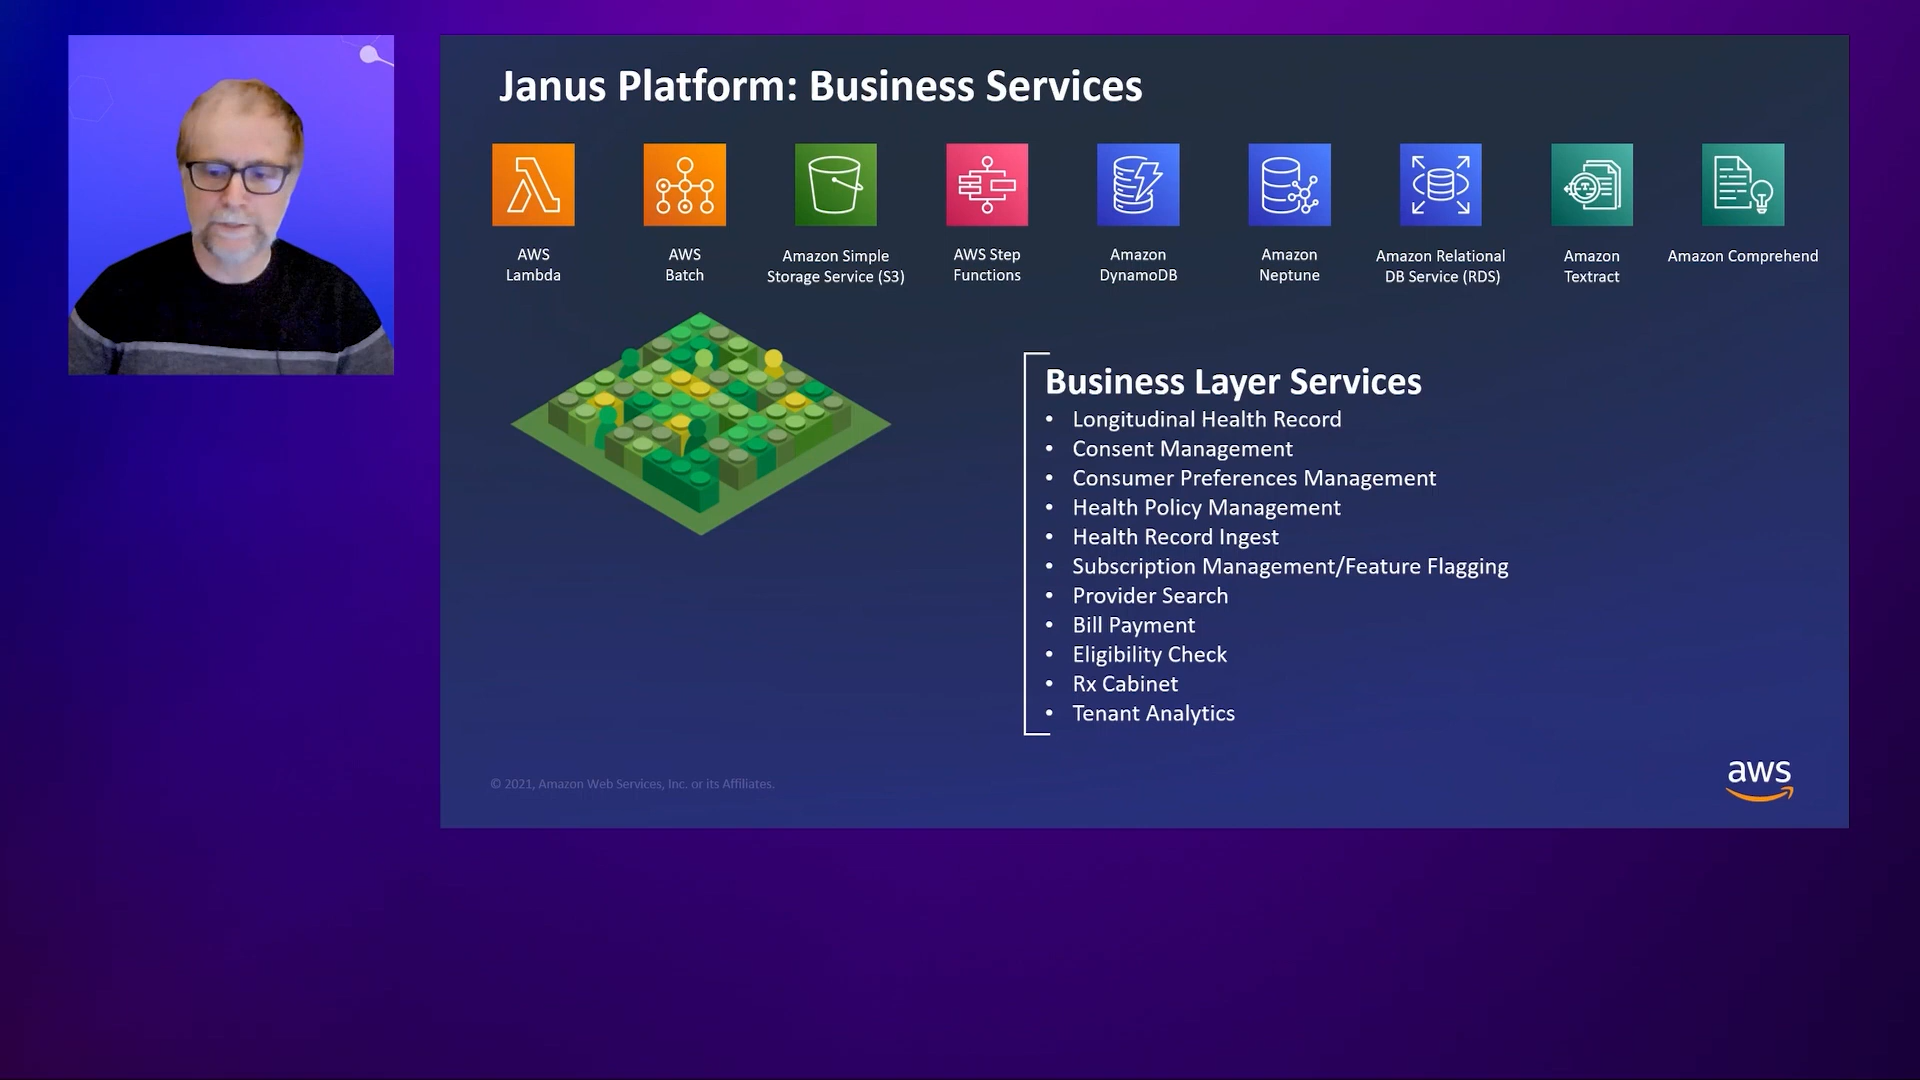 Janus Platform: Business Services
AWS
Lambda
AWS
Batch
Amazon Simple
Storage Service (S3)
AWS Step
Functions
Amazon
DynamoDB
Amazon
Neptune
Amazon Relational
DB Service (RDS)
Amazon
Textract
Amazon Comprehend
Business Layer Services
• Longitudinal Health Record
• Consent Management
• Consumer Preferences Management
• Health Policy Management
• Health Record Ingest
• Subscription Management/Feature Flagging
• Provider Search
• Bill Payment
• Eligibility Check
• Rx Cabinet
• Tenant Analytics
© 2021, Amazon Web Services, Inc. or its Affiliates.
aws